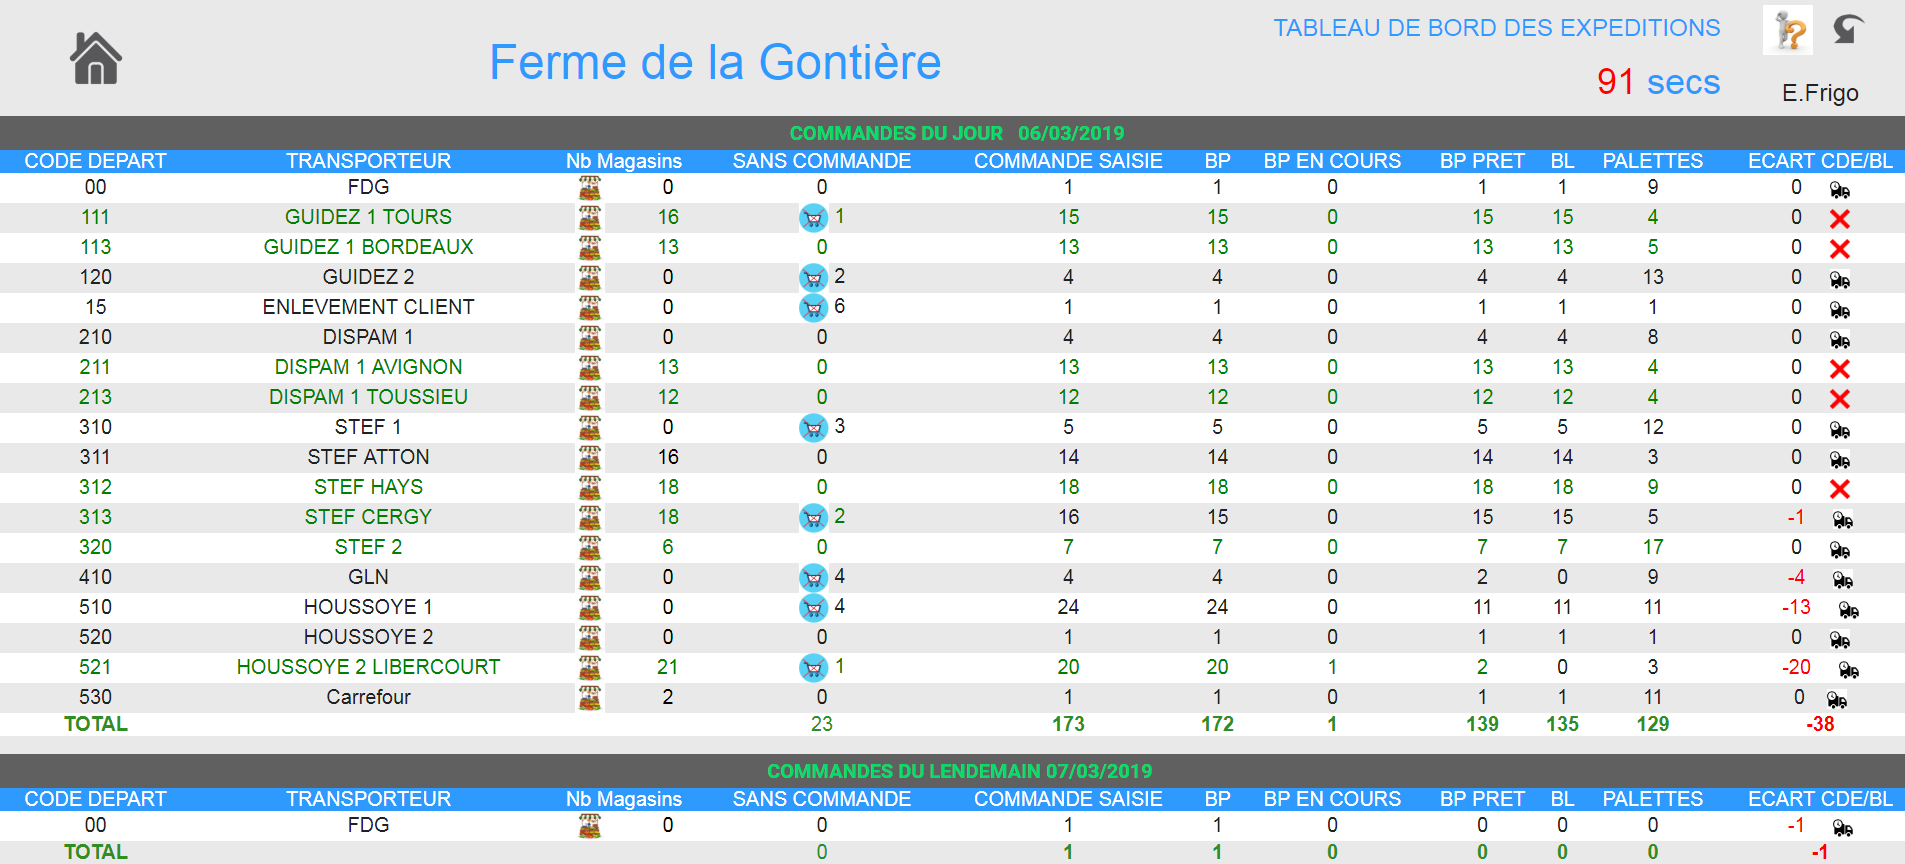 Ferme de la Gontière
TABLEAU DE BORD DES EXPEDITIONS
91 secs
E.Frigo
COMMANDES DU JOUR 06/03/2019
CODE DEPART TRANSPORTEUR Nb Magasins SANS COMMANDE COMMANDE SAISIE BP BP EN COURS BP PRET BL PALETTES ECART CDE/BL
00 FDG 0 0 1 1 0 1 1 9 0
111 GUIDEZ 1 TOURS 16 1 15 15 0 15 15 4 0
113 GUIDEZ 1 BORDEAUX 13 0 13 13 0 13 13 5 0
120 GUIDEZ 2 0 2 4 4 0 4 4 13 0
15 ENLEVEMENT CLIENT 0 6 1 1 0 1 1 1 0
210 DISPAM 1 0 0 4 4 0 4 4 8 0
211 DISPAM 1 AVIGNON 13 0 13 13 0 13 13 4 0
213 DISPAM 1 TOUSSIEU 12 0 12 12 0 12 12 4 0
310 STEF 1 0 3 5 5 0 5 5 12 0
311 STEF ATTON 16 0 14 14 0 14 14 3 0
312 STEF HAYS 18 0 18 18 0 18 18 9 0
313 STEF CERGY 18 2 16 15 0 15 15 5 -1
320 STEF 2 6 0 7 7 0 7 7 17 0
410 GLN 0 4 4 4 0 2 0 9 -4
510 HOUSSOYE 1 0 4 24 24 0 11 11 11 -13
520 HOUSSOYE 2 0 0 1 1 0 1 1 1 0
521 HOUSSOYE 2 LIBERCOURT 21 1 20 20 1 2 0 3 -20
530 Carrefour 2 0 1 1 0 1 1 11 0
TOTAL 23 173 172 1 139 135 129 -38
COMMANDES DU LENDEMAIN 07/03/2019
CODE DEPART TRANSPORTEUR Nb Magasins SANS COMMANDE COMMANDE SAISIE BP BP EN COURS BP PRET BL PALETTES ECART CDE/BL
00 FDG 0 0 1 1 0 0 0 0 -1
TOTAL 0 1 1 0 0 0 0 -1